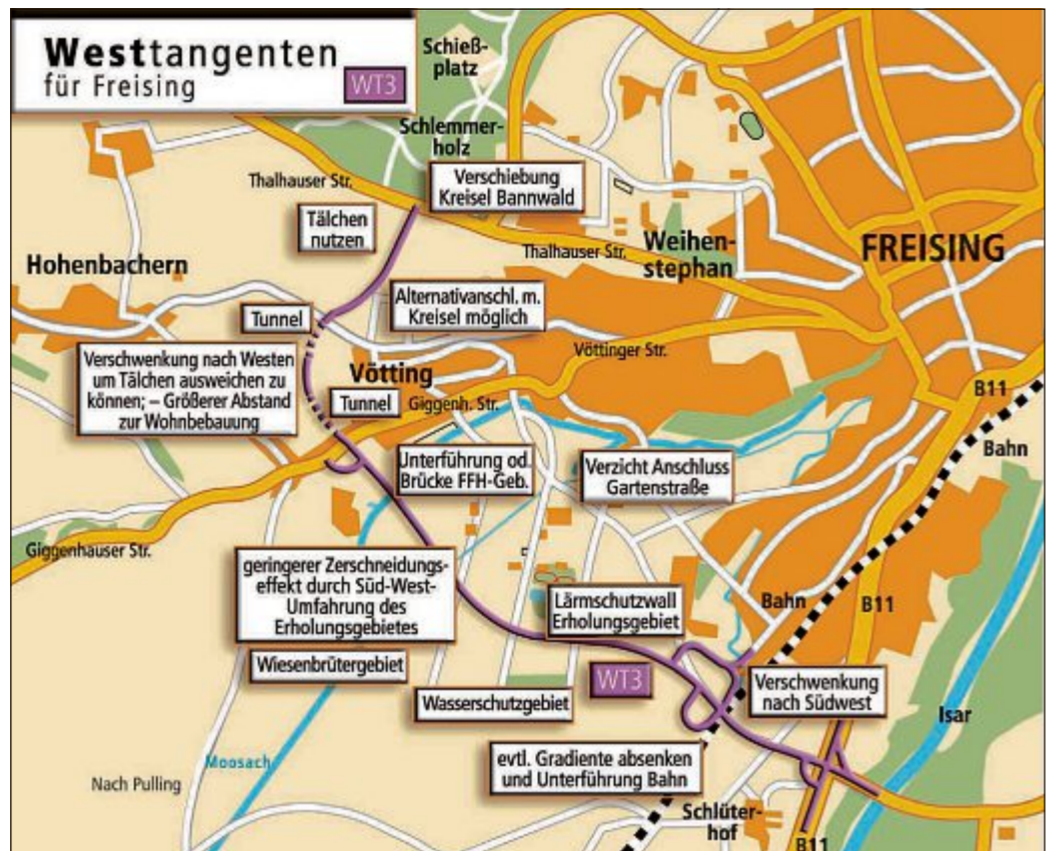 Westtangenten
für Freising
WT3
Schieß-
platz
Schlemmer-
holz
Thalhauser Str.
Verschiebung
Kreisel Bannwald
Tälchen
nutzen
Thalhauser Str.
Weihen-
stephan
FREISING
Hohenbachern
Alternativanschl. m.
Kreisel möglich
Tunnel
Verschwenkung nach Westen
um Tälchen ausweichen zu
können; – Größerer Abstand
zur Wohnbebauung
Vötting
Vöttinger Str.
Tunnel
Giggenh. Str.
B11
Bahn
Unterführung od.
Brücke FFH-Geb.
Verzicht Anschluss
Gartenstraße
Giggenhauser Str.
geringerer Zerschneidungs-
effekt durch Süd-West-
Umfahrung des
Erholungsgebietes
Lärmschutzwall
Erholungsgebiet
Bahn
B11
Wiesenbrütergebiet
WT3
Verschwenkung
nach Südwest
Wasserschutzgebiet
Isar
Moosach
evtl. Gradiente absenken
und Unterführung Bahn
Nach Pulling
Schlüter-
hof
B11